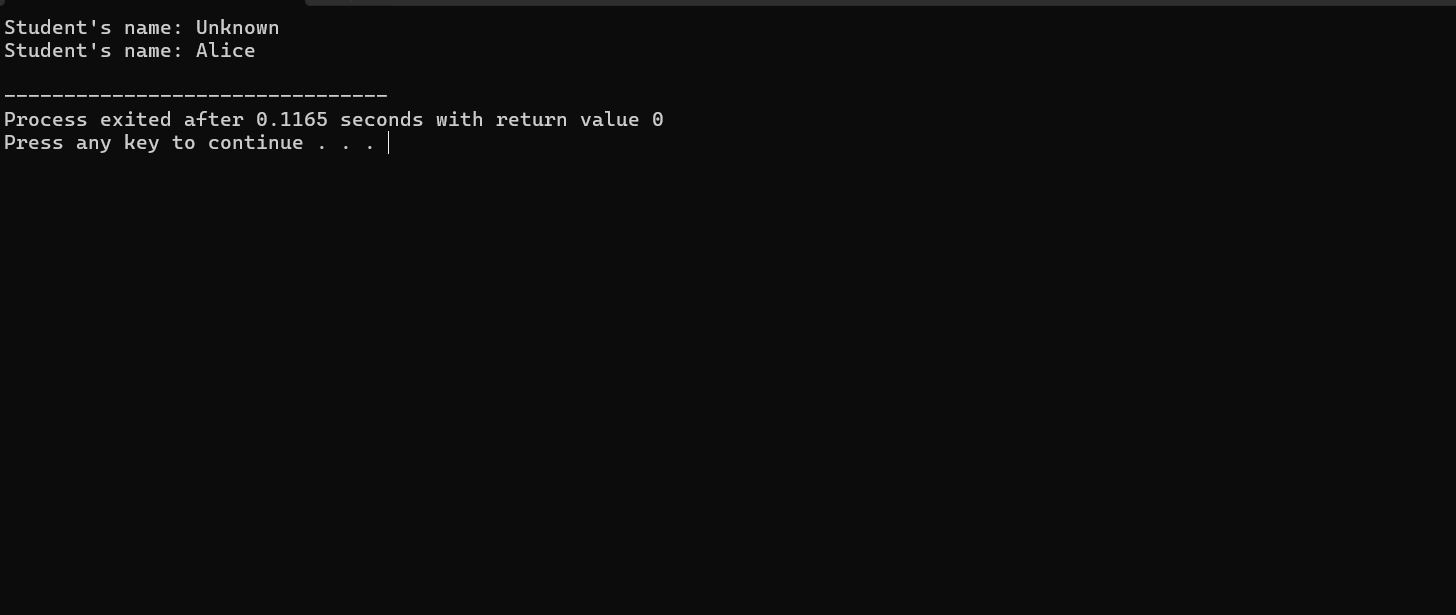 Student's name: Unknown
Student's name: Alice
--------------------------------
Process exited after 0.1165 seconds with return value 0
Press any key to continue . . .